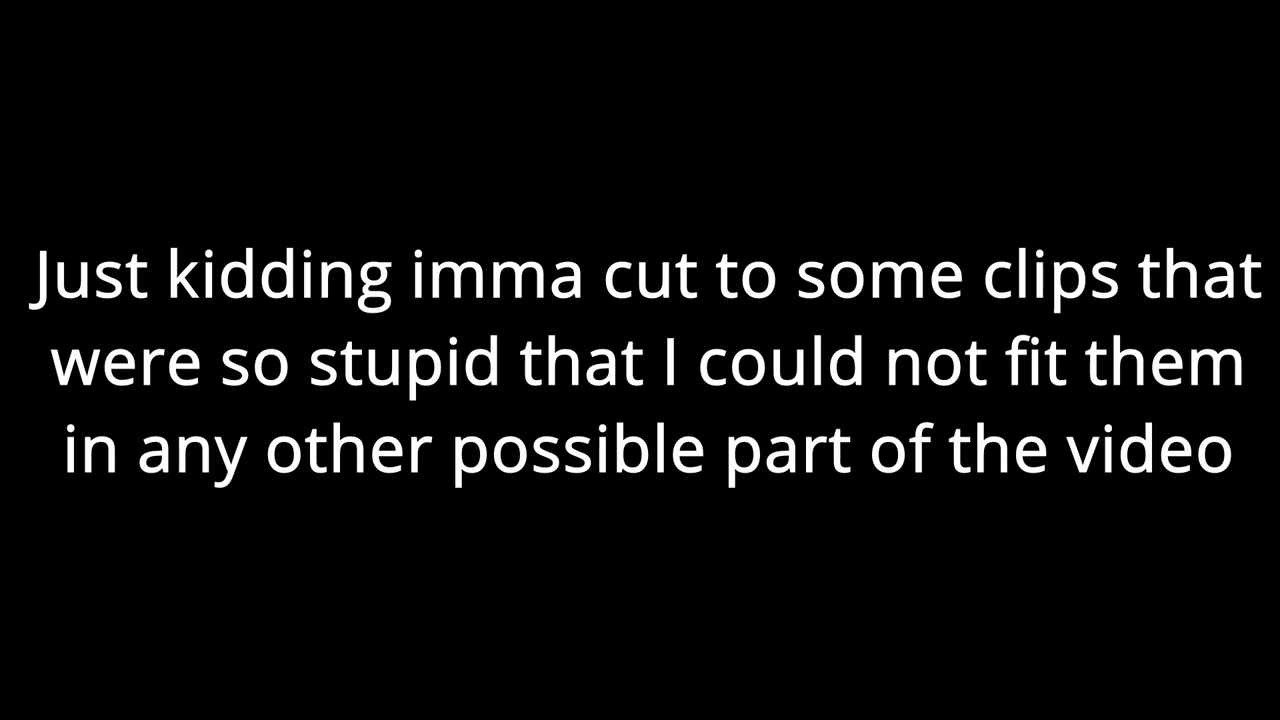 Just kidding imma cut to some clips that
were so stupid that I could not fit them
in any other possible part of the video